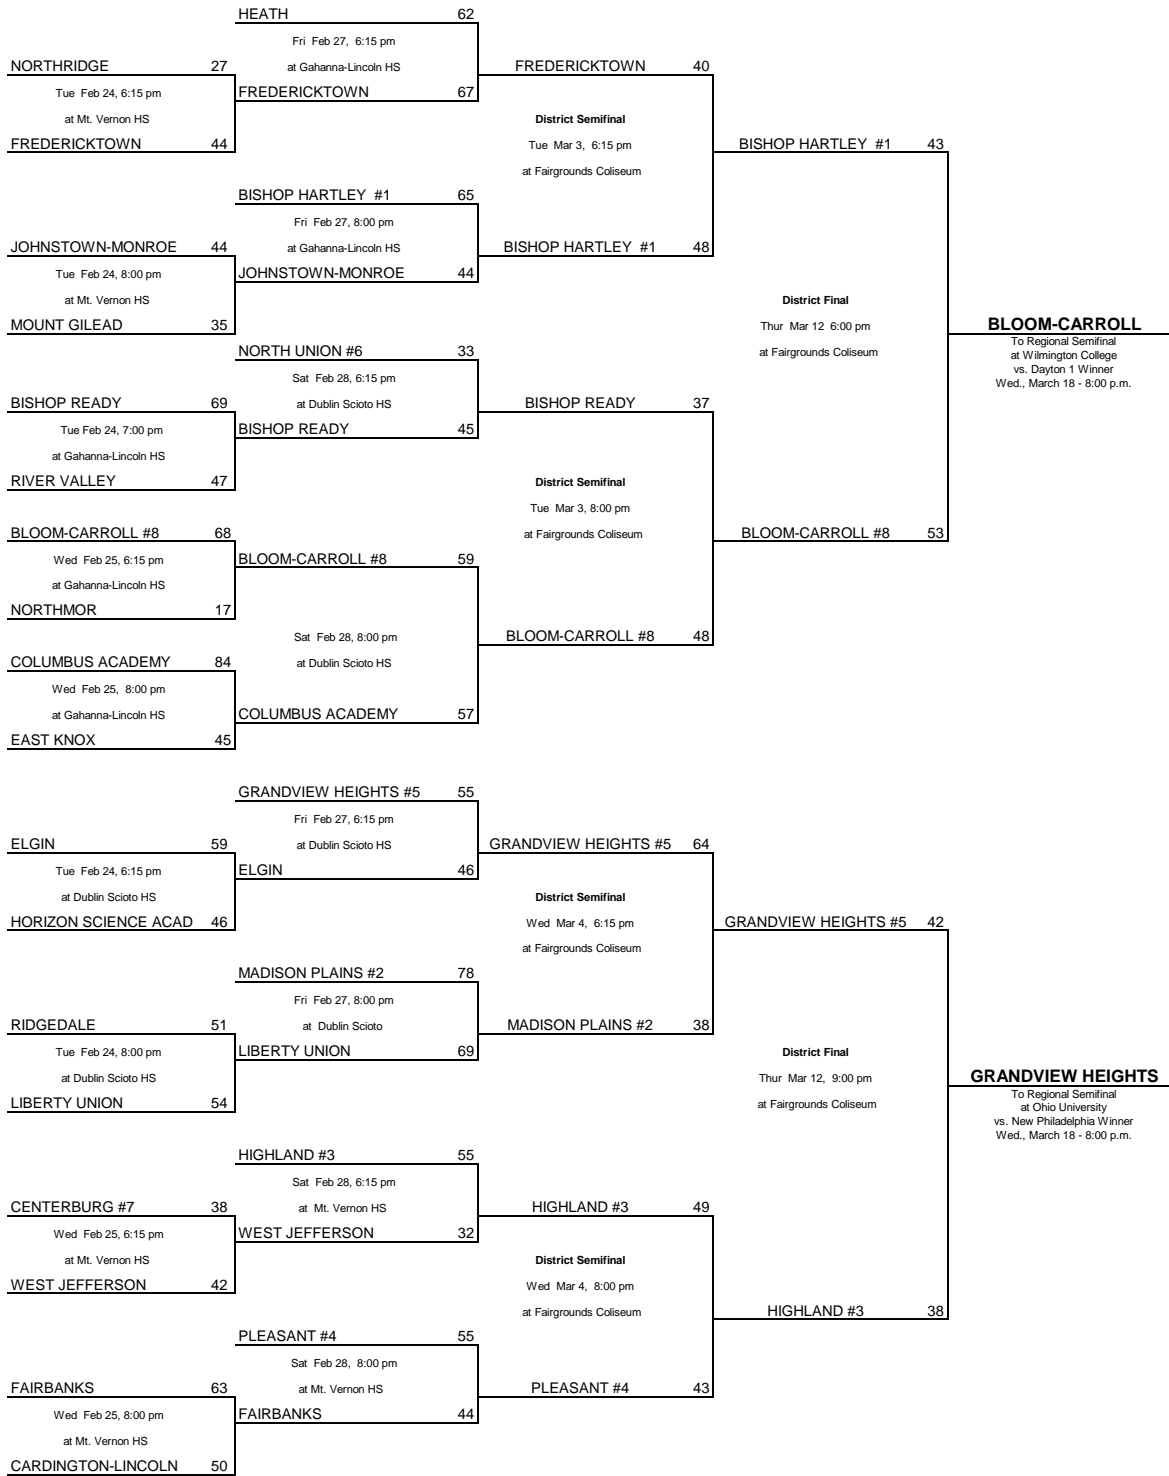 HEATH 62
Fri Feb 27, 6:15 pm
at Gahanna-Lincoln HS
FREDERICKTOWN 67
NORTHRIDGE 27
Tue Feb 24, 6:15 pm
at Mt. Vernon HS
FREDERICKTOWN 44
FREDERICKTOWN 40
District Semifinal
Tue Mar 3, 6:15 pm
at Fairgrounds Coliseum
BISHOP HARTLEY #1 43
BISHOP HARTLEY #1 65
Fri Feb 27, 8:00 pm
at Gahanna-Lincoln HS
JOHNSTOWN-MONROE 44
JOHNSTOWN-MONROE 44
Tue Feb 24, 8:00 pm
at Mt. Vernon HS
MOUNT GILEAD 35
BISHOP HARTLEY #1 48
District Final
Thur Mar 12 6:00 pm
at Fairgrounds Coliseum
BLOOM-CARROLL
To Regional Semifinal
at Wilmington College
vs. Dayton 1 Winner
Wed., March 18 - 8:00 p.m.
NORTH UNION #6 33
Sat Feb 28, 6:15 pm
at Dublin Scioto HS
BISHOP READY 45
BISHOP READY 69
Tue Feb 24, 7:00 pm
at Gahanna-Lincoln HS
RIVER VALLEY 47
BISHOP READY 37
District Semifinal
Tue Mar 3, 8:00 pm
at Fairgrounds Coliseum
BLOOM-CARROLL #8 53
BLOOM-CARROLL #8 68
Wed Feb 25, 6:15 pm
at Gahanna-Lincoln HS
NORTHMOR 17
BLOOM-CARROLL #8 59
Sat Feb 28, 8:00 pm
at Dublin Scioto HS
COLUMBUS ACADEMY 57
BLOOM-CARROLL #8 48
COLUMBUS ACADEMY 84
Wed Feb 25, 8:00 pm
at Gahanna-Lincoln HS
EAST KNOX 45
GRANDVIEW HEIGHTS #5 55
Fri Feb 27, 6:15 pm
at Dublin Scioto HS
ELGIN 46
ELGIN 59
Tue Feb 24, 6:15 pm
at Dublin Scioto HS
HORIZON SCIENCE ACAD 46
GRANDVIEW HEIGHTS #5 64
District Semifinal
Wed Mar 4, 6:15 pm
at Fairgrounds Coliseum
GRANDVIEW HEIGHTS #5 42
MADISON PLAINS #2 78
Fri Feb 27, 8:00 pm
at Dublin Scioto
LIBERTY UNION 69
RIDGEDALE 51
Tue Feb 24, 8:00 pm
at Dublin Scioto HS
LIBERTY UNION 54
MADISON PLAINS #2 38
District Final
Thur Mar 12, 9:00 pm
at Fairgrounds Coliseum
GRANDVIEW HEIGHTS
To Regional Semifinal
at Ohio University
vs. New Philadelphia Winner
Wed., March 18 - 8:00 p.m.
HIGHLAND #3 55
Sat Feb 28, 6:15 pm
at Mt. Vernon HS
WEST JEFFERSON 32
CENTERBURG #7 38
Wed Feb 25, 6:15 pm
at Mt. Vernon HS
WEST JEFFERSON 42
HIGHLAND #3 49
District Semifinal
Wed Mar 4, 8:00 pm
at Fairgrounds Coliseum
HIGHLAND #3 38
PLEASANT #4 55
Sat Feb 28, 8:00 pm
at Mt. Vernon HS
FAIRBANKS 44
FAIRBANKS 63
Wed Feb 25, 8:00 pm
at Mt. Vernon HS
CARDINGTON-LINCOLN 50
PLEASANT #4 43